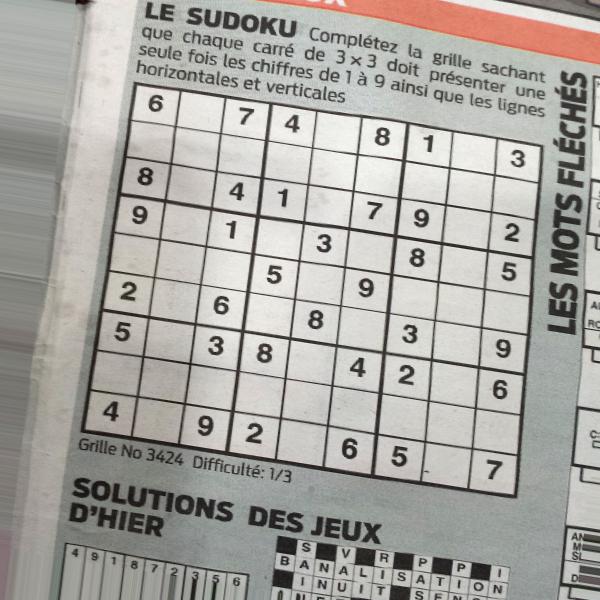 LE SUDOKU Complétez la grille sachant
que chaque carré de 3 x 3 doit présenter une
seule fois les chiffres de 1 à 9 ainsi que les lignes
horizontales et verticales
6 7 4 8 1 3
8 4 1 7 9 2
9 1 3 8 5
5 9
2 6 8 3 9
5 3 8 4 2 6
4 9 2 6 5 7
Grille No 3424 Difficulté: 1/3
LES MOTS FLÉCHÉS
SOLUTIONS DES JEUX
D'HIER
4 9 1 8 7 2 3 5 6
S V R P P I
B A N A L I S A T I O N